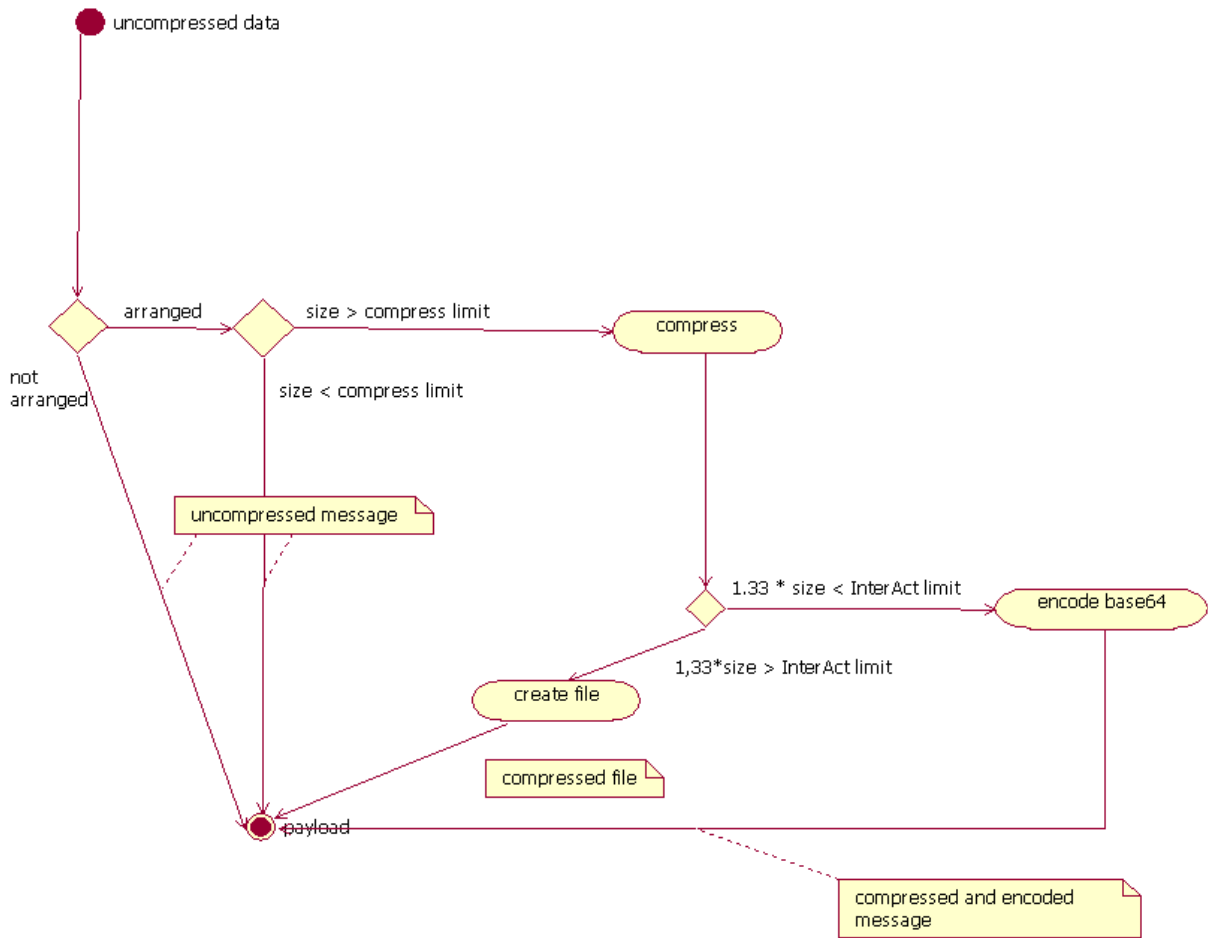 uncompressed data
arranged
size > compress limit
compress
not
arranged
size < compress limit
uncompressed message
1.33 * size < InterAct limit
encode base64
1,33*size > InterAct limit
create file
compressed file
payload
compressed and encoded
message